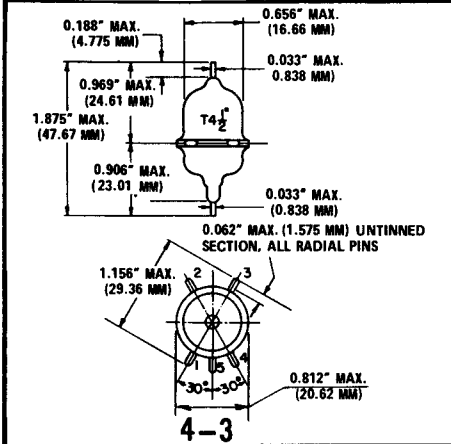 0.188" MAX.
(4.775 MM)
0.656" MAX.
(16.66 MM)
0.033" MAX.
0.838 MM)
0.969" MAX.
(24.61 MM)
T4½"
1.875" MAX.
(47.67 MM)
0.906" MAX.
(23.01 MM)
0.033" MAX.
(0.838 MM)
0.062" MAX. (1.575 MM) UNTINNED
SECTION, ALL RADIAL PINS
1.156" MAX.
(29.36 MM)
2 3
1 5 4
30° 30°
0.812" MAX.
(20.62 MM)
4-3